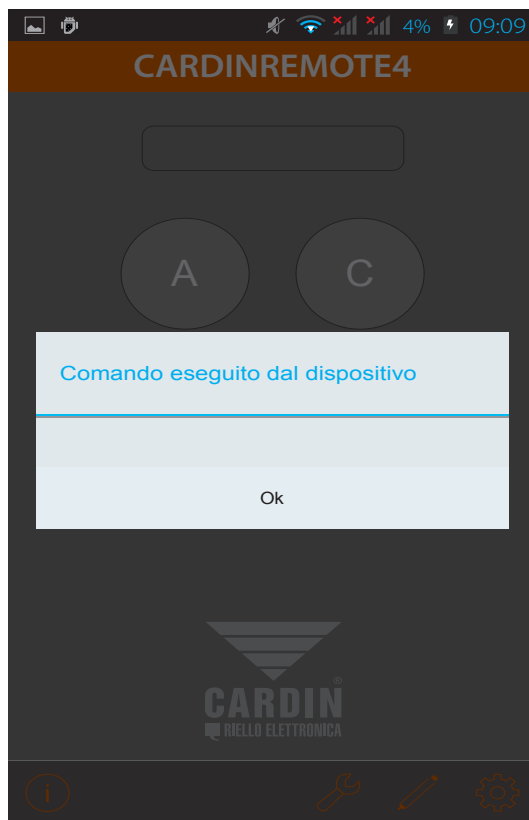 4% 09:09
CARDINREMOTE4
A C
Comando eseguito dal dispositivo
Ok
®
CARDIN
RIELLO ELETTRONICA
i